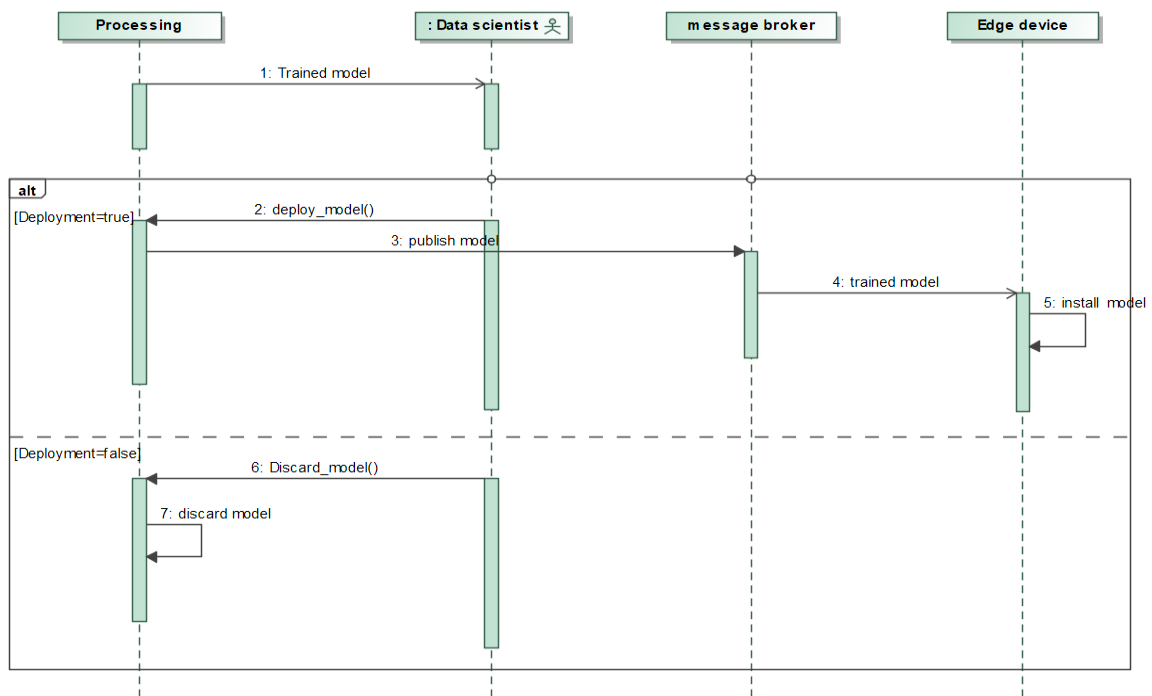 Processing
: Data scientist
message broker
Edge device
1: Trained model
alt
[Deployment=true]
2: deploy_model()
3: publish model
4: trained model
5: install model
[Deployment=false]
6: Discard_model()
7: discard model